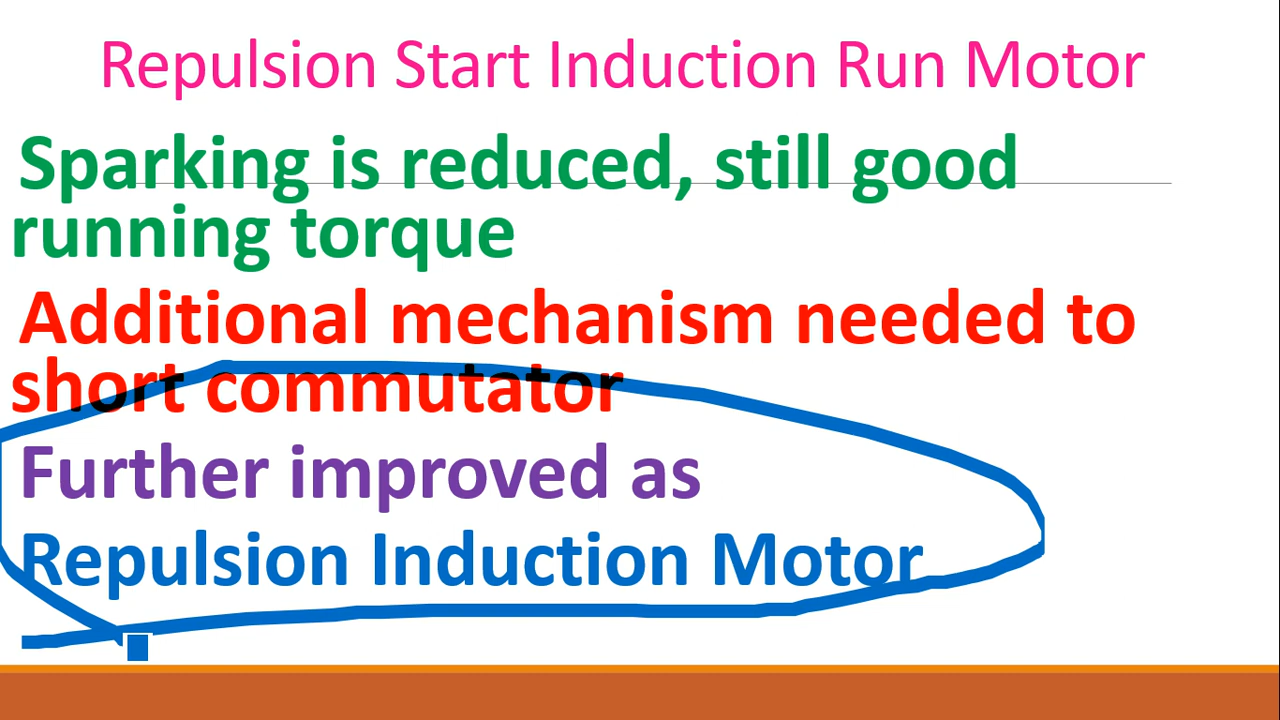 Repulsion Start Induction Run Motor
Sparking is reduced, still good
running torque
Additional mechanism needed to
short commutator
Further improved as
Repulsion Induction Motor